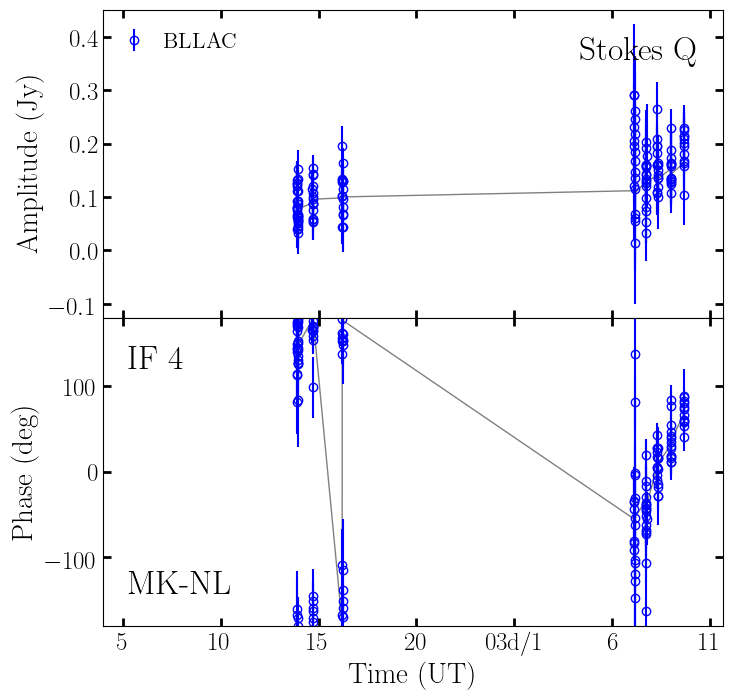 BLLAC
Stokes Q
Amplitude (Jy)
0.4
0.3
0.2
0.1
0.0
−0.1
IF 4
MK-NL
Phase (deg)
100
0
−100
5 10 15 20 03d/1 6 11
Time (UT)